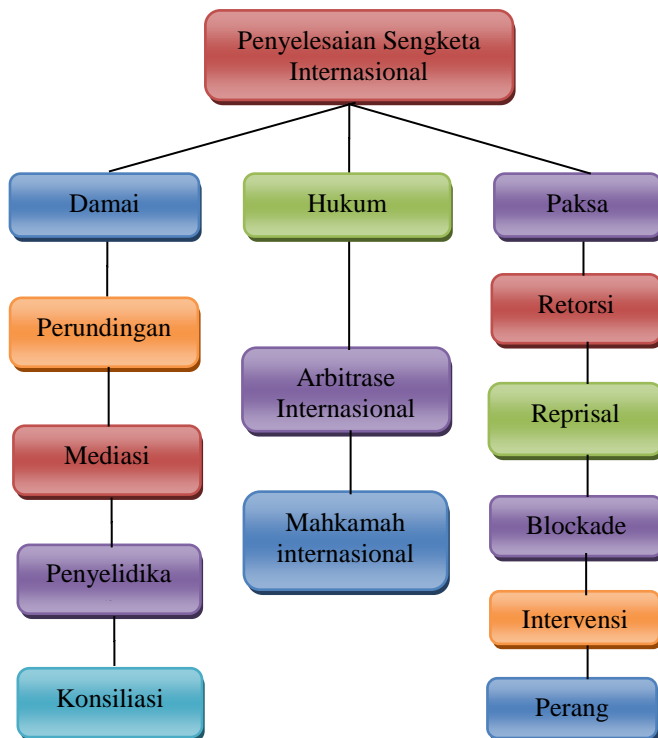 Penyelesaian Sengketa
Internasional
Damai
Hukum
Paksa
Perundingan
Retorsi
Arbitrase
Internasional
Reprisal
Mediasi
Mahkamah
internasional
Blockade
Penyelidika
Intervensi
Konsiliasi
Perang